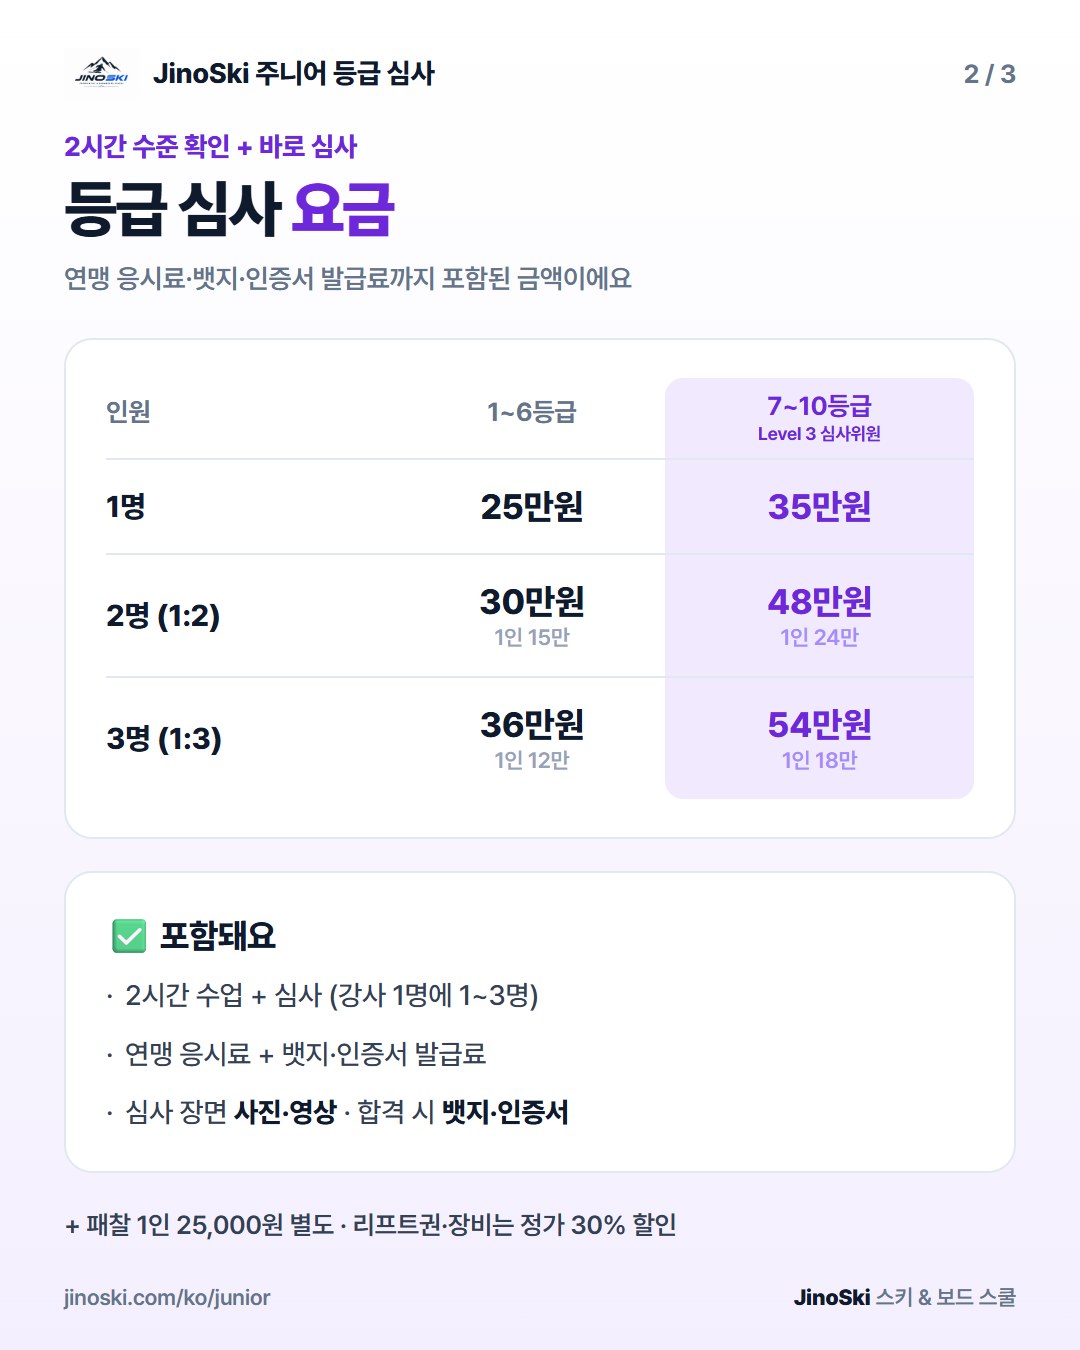 JINOSKI
JinoSki 주니어 등급 심사
2 / 3
2시간 수준 확인 + 바로 심사
등급 심사 요금
연맹 응시료·뱃지·인증서 발급료까지 포함된 금액이에요
인원
1~6등급
7~10등급
Level 3 심사위원
1명
25만원
35만원
2명 (1:2)
30만원
1인 15만
48만원
1인 24만
3명 (1:3)
36만원
1인 12만
54만원
1인 18만
✅ 포함돼요
· 2시간 수업 + 심사 (강사 1명에 1~3명)
· 연맹 응시료 + 뱃지·인증서 발급료
· 심사 장면 사진·영상 · 합격 시 뱃지·인증서
+ 패찰 1인 25,000원 별도 · 리프트권·장비는 정가 30% 할인
jinoski.com/ko/junior
JinoSki 스키 & 보드 스쿨